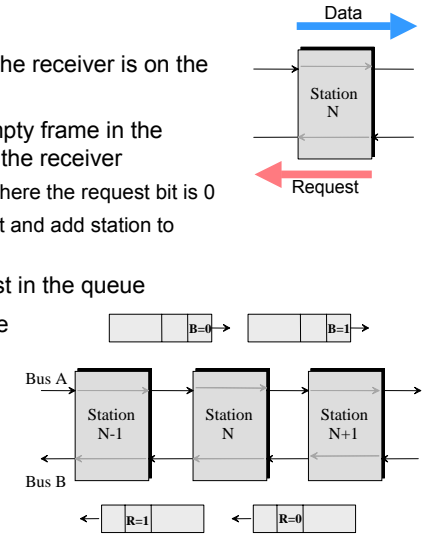 Data
he receiver is on the
Station
N
npty frame in the
the receiver
Request
here the request bit is 0
t and add station to
st in the queue
e
B=0
B=1
Bus A
Station
N-1
Station
N
Station
N+1
Bus B
R=1
R=0